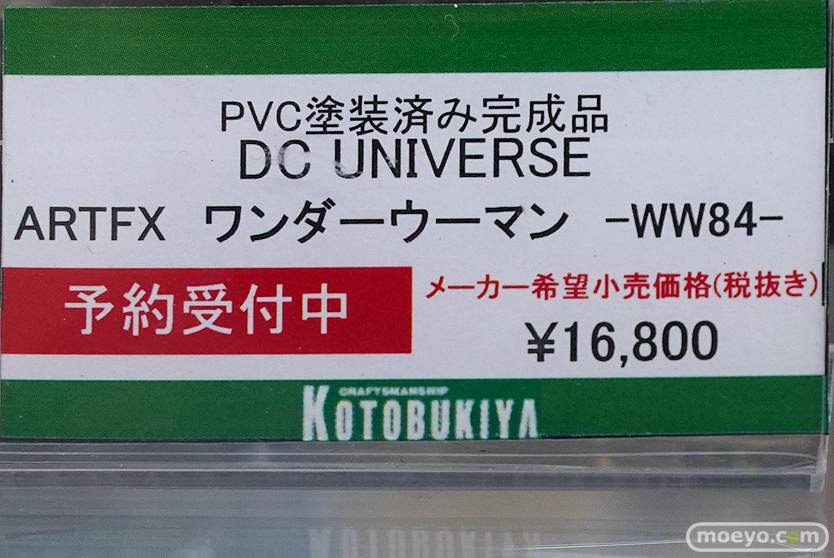 PVC塗装済み完成品
DC UNIVERSE
ARTFX ワンダーウーマン -WW84-
予約受付中
メーカー希望小売価格(税抜き)
¥16,800
CRAFTSMANSHIP
KOTOBUKIYA
moeyo.com